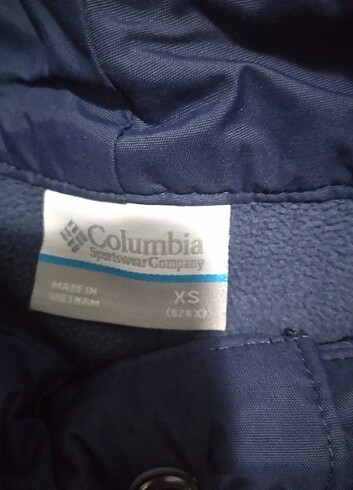 Columbia
Sportswear Company
MADE IN
VIETNAM
XS
(6/6X)